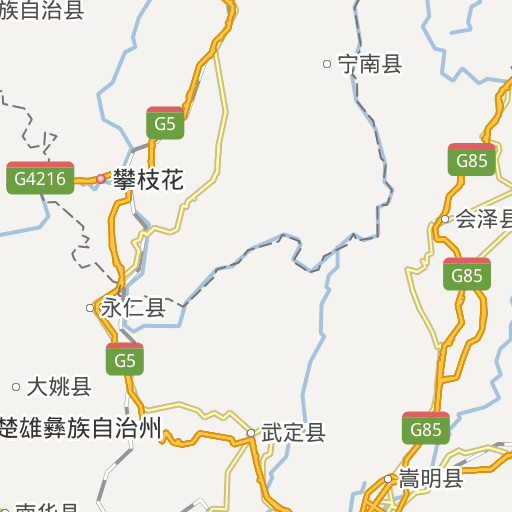 族自治县
宁南县
G5
G85
G4216
攀枝花
会泽县
G85
永仁县
G5
大姚县
楚雄彝族自治州
武定县
G85
嵩明县
南华县